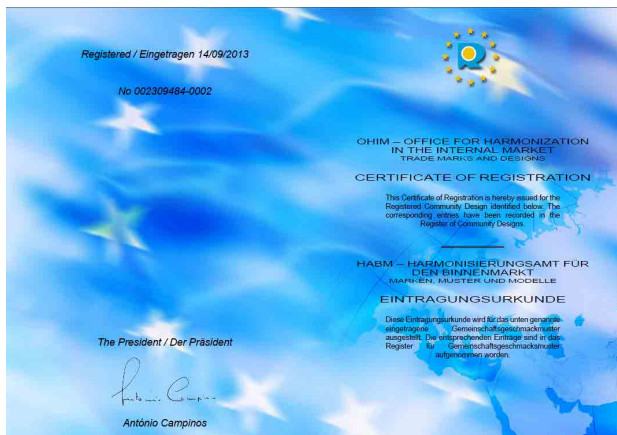 Registered / Eingetragen 14/09/2013
No 002309484-0002
The President / Der Präsident
António Campinos
OHIM – OFFICE FOR HARMONIZATION
IN THE INTERNAL MARKET
TRADE MARKS AND DESIGNS
CERTIFICATE OF REGISTRATION
This Certificate of Registration is hereby issued for the
Registered Community Design identified below. The
corresponding entries have been recorded in the
Register of Community Designs.
HABM – HARMONISIERUNGSAMT FÜR
DEN BINNENMARKT
MARKEN, MUSTER UND MODELLE
EINTRAGUNGSURKUNDE
Diese Eintragungsurkunde wird für das unten genannte
eingetragene Gemeinschaftsgeschmackmuster
ausgestellt. Die entsprechenden Einträge sind in das
Register für Gemeinschaftsgeschmacksmuster
aufgenommen worden.